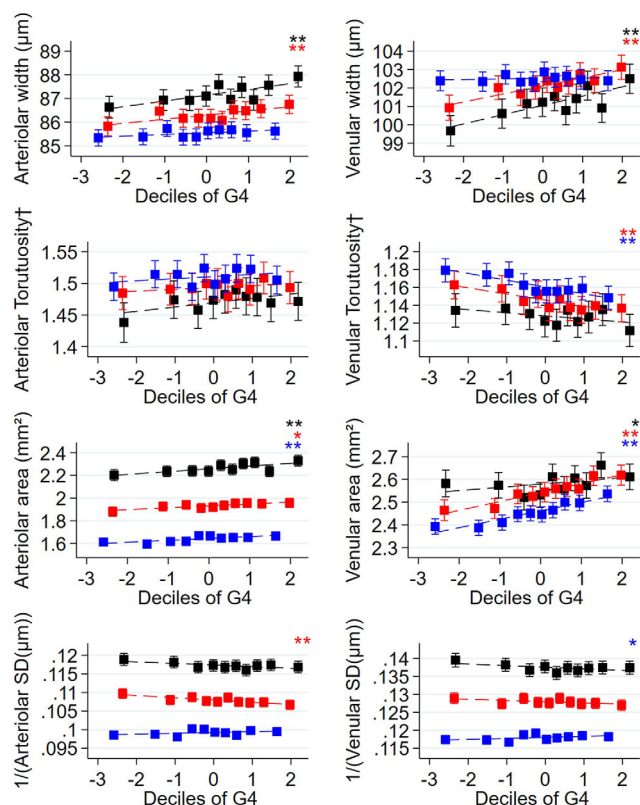 Arteriolar width (µm)
89
88
87
86
85
**
**
-3 -2 -1 0 1 2
Deciles of G4
Venular width (µm)
104
103
102
101
100
99
**
**
-3 -2 -1 0 1 2
Deciles of G4
Arteriolar Torutuosity†
1.55
1.5
1.45
1.4
-3 -2 -1 0 1 2
Deciles of G4
Venular Torutuosity†
1.2
1.18
1.16
1.14
1.12
1.1
**
**
-3 -2 -1 0 1 2
Deciles of G4
Arteriolar area (mm²)
2.4
2.2
2
1.8
1.6
**
*
**
-3 -2 -1 0 1 2
Deciles of G4
Venular area (mm²)
2.7
2.6
2.5
2.4
2.3
*
**
**
-3 -2 -1 0 1 2
Deciles of G4
1/(Arteriolar SD(µm))
.12
.115
.11
.105
.1
.095
**
-3 -2 -1 0 1 2
Deciles of G4
1/(Venular SD(µm))
.14
.135
.13
.125
.12
.115
*
-3 -2 -1 0 1 2
Deciles of G4